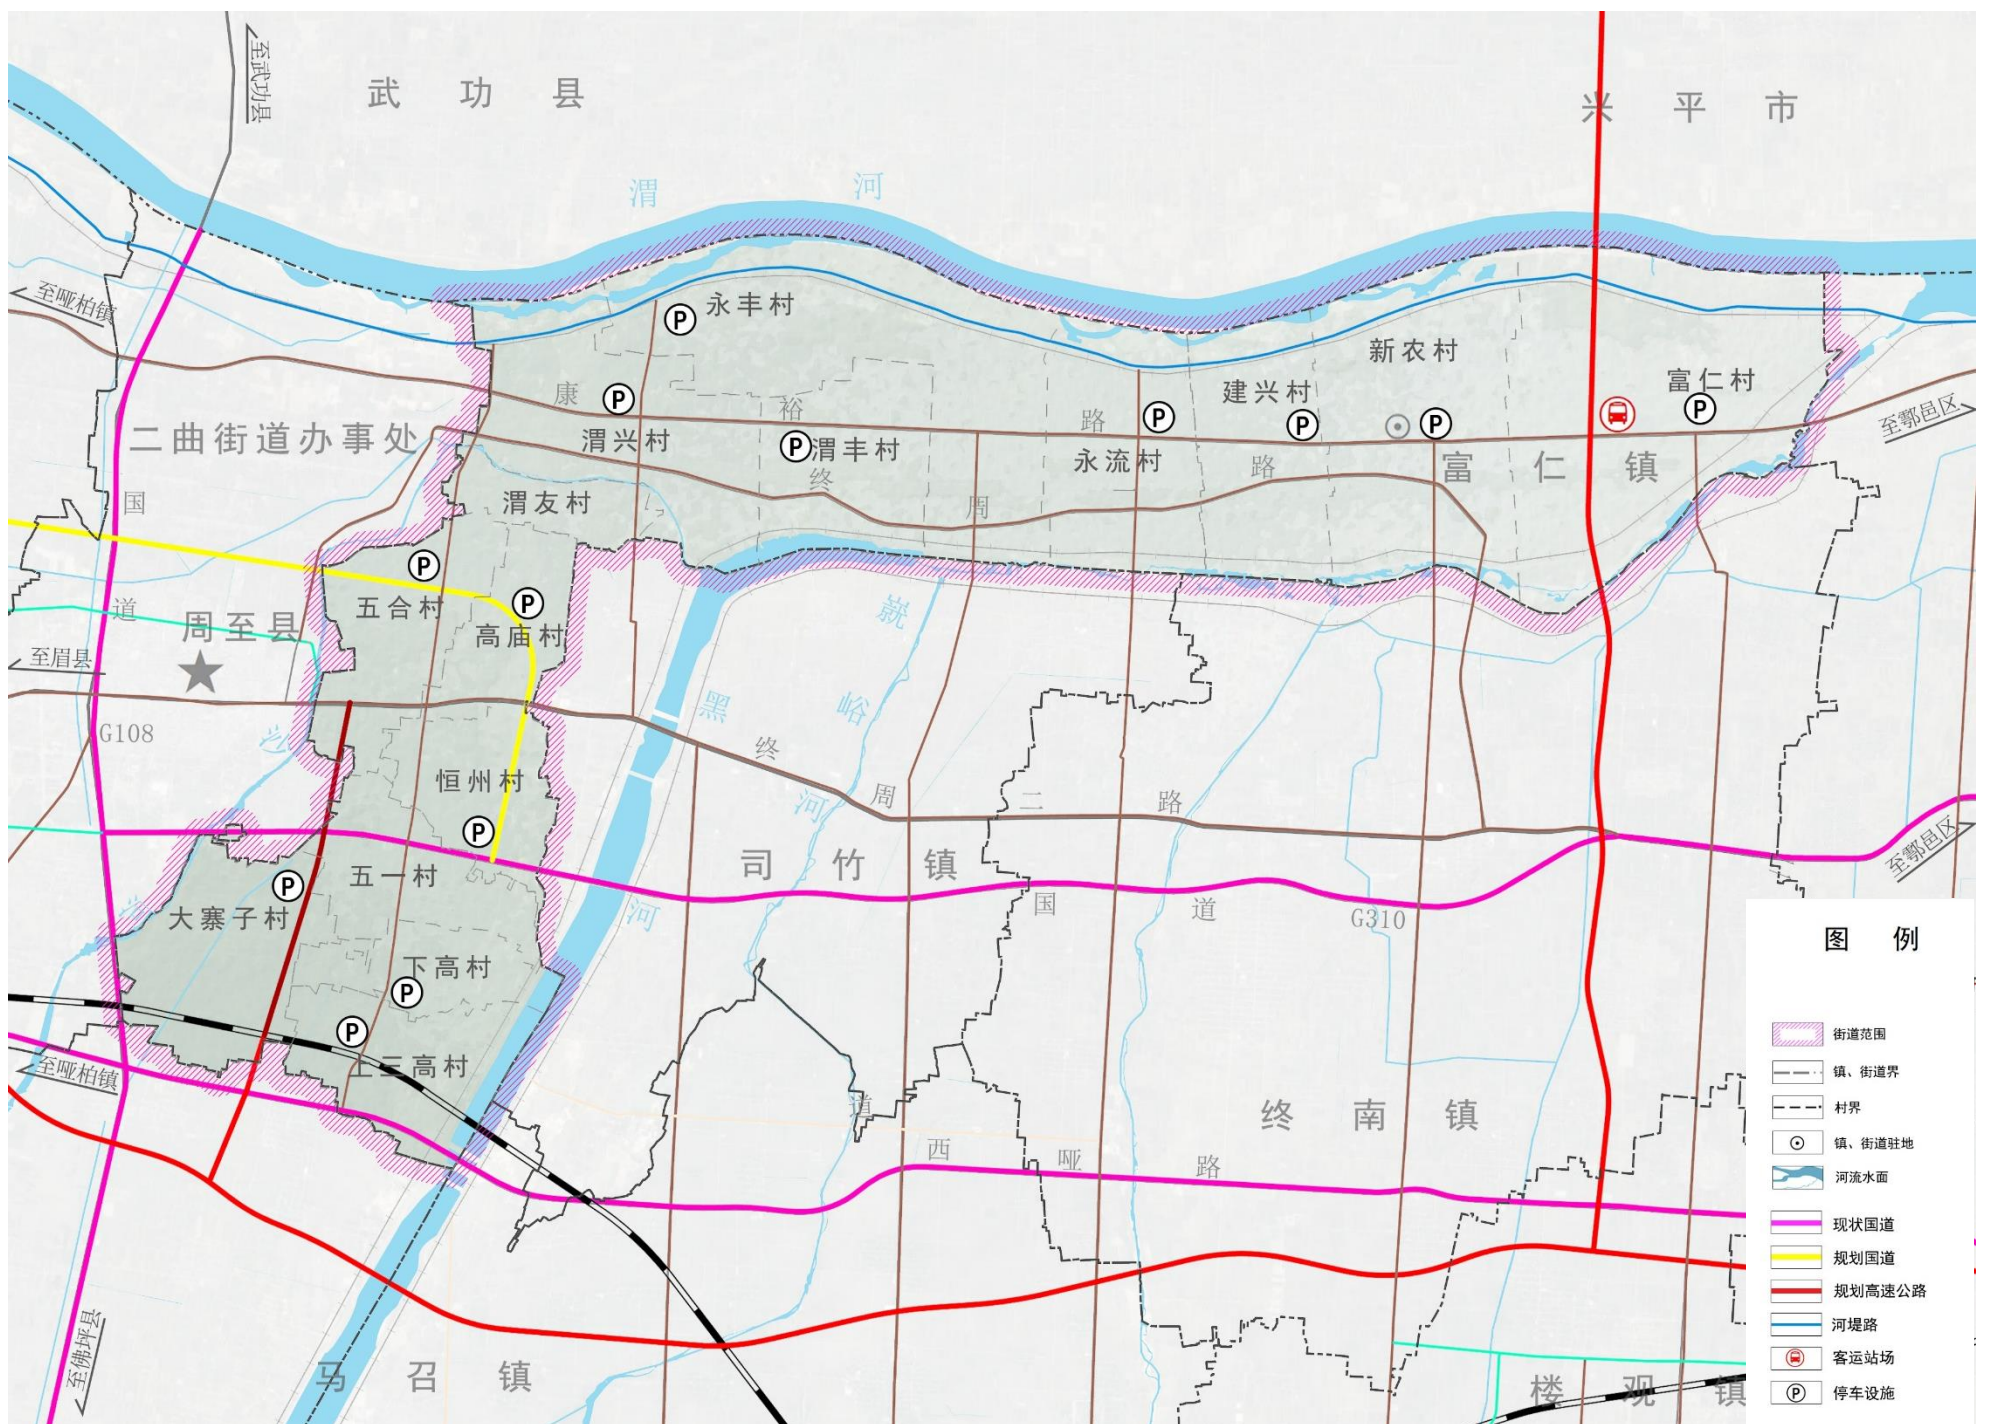 至武功县
武功县
兴平市
渭河
至哑柏镇
永丰村
新农村
建兴村
富仁村
康裕路
至鄠邑区
二曲街道办事处
渭兴村
渭丰村
永流村
富仁镇
终周路
国道
渭友村
五合村
高庙村
周至县
至眉县
G108
沙
黑河
峪
恒州村
终周二路
司竹镇
五一村
大寨子村
国道
G310
至鄠邑区
下高村
上三高村
至哑柏镇
道
西哑路
终南镇
至佛坪县
马召镇
楼观镇
图例
街道范围
镇、街道界
村界
镇、街道驻地
河流水面
现状国道
规划国道
规划高速公路
河堤路
客运站场
停车设施
P
P
P
P
P
P
P
P
P
P
P
P
P